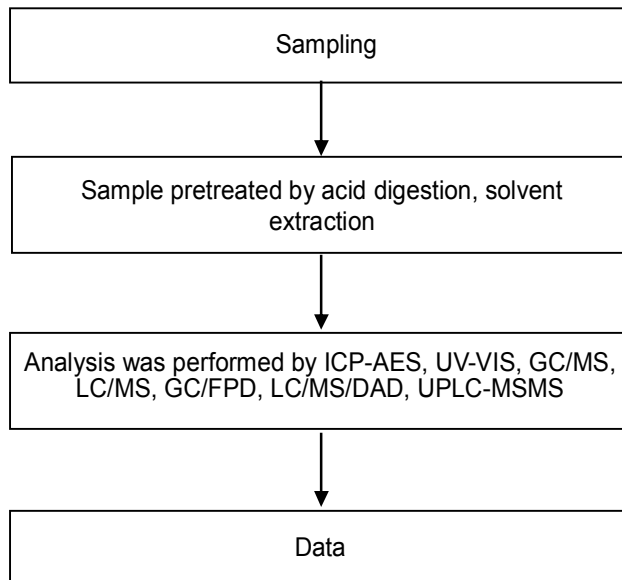 Sampling
Sample pretreated by acid digestion, solvent
extraction
Analysis was performed by ICP-AES, UV-VIS, GC/MS,
LC/MS, GC/FPD, LC/MS/DAD, UPLC-MSMS
Data